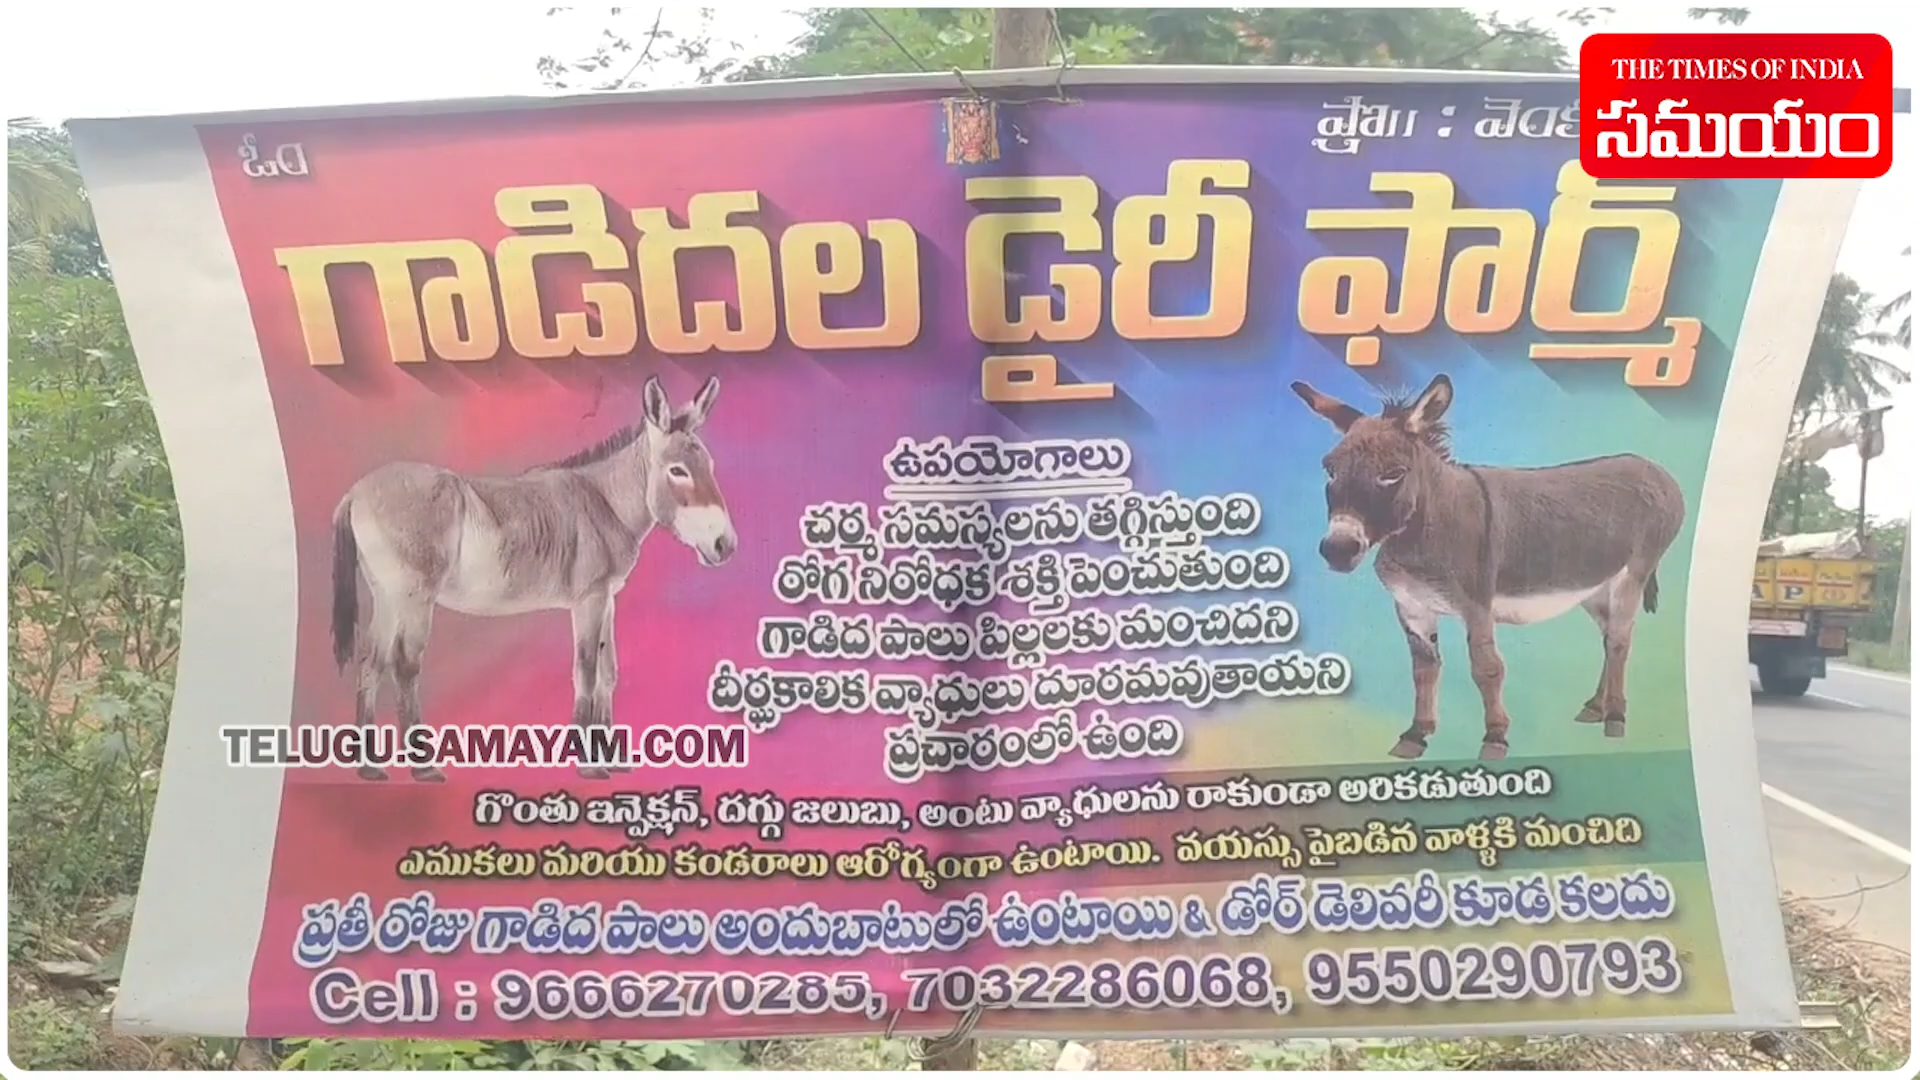 THE TIMES OF INDIA
సమయం
ఓం
ప్రొ॥ :
గాడిదల డైరీ ఫార్మ్
ఉపయోగాలు
చర్మ సమస్యలను తగ్గిస్తుంది
రోగ నిరోధక శక్తి పెంచుతుంది
గాడిద పాలు పిల్లలకు మంచిదని
దీర్ఘకాలిక వ్యాధులు దూరమవుతాయని
ప్రచారంలో ఉంది
TELUGU.SAMAYAM.COM
గొంతు ఇన్ఫెక్షన్, దగ్గు జలుబు, అంటు వ్యాధులను రాకుండా అరికడుతుంది
ఎముకలు మరియు కండరాలు ఆరోగ్యంగా ఉంటాయి. వయస్సు పైబడిన వాళ్ళకి మంచిది
ప్రతీ రోజు గాడిద పాలు అందుబాటులో ఉంటాయి & డోర్ డెలివరీ కూడ కలదు
Cell : 9666270285, 7032286068, 9550290793